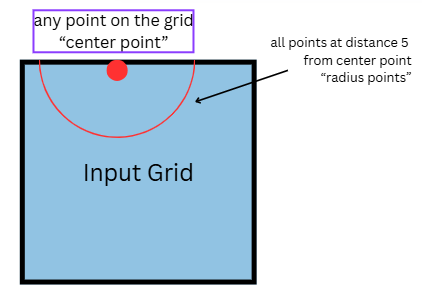 any point on the grid
“center point”
all points at distance 5
from center point
“radius points”
Input Grid